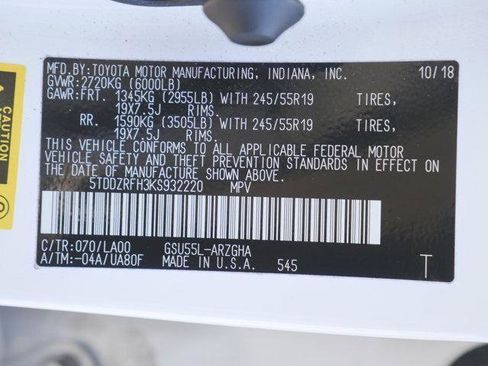 MFD.BY:TOYOTA MOTOR MANUFACTURING, INDIANA, INC. 10/18
GVWR:2720KG (6000LB)
GAWR:FRT. 1345KG (2955LB) WITH 245/55R19 TIRES,
19X7.5J RIMS.
RR. 1590KG (3505LB) WITH 245/55R19 TIRES,
19X7.5J RIMS.
THIS VEHICLE CONFORMS TO ALL APPLICABLE FEDERAL MOTOR
VEHICLE SAFETY AND THEFT PREVENTION STANDARDS IN EFFECT
ON THE DATE OF MANUFACTURE SHOWN ABOVE.
5TDDZRFH3KS932220 MPV
C/TR:070/LA00 GSU55L-ARZGHA
A/TM:-04A/UA80F MADE IN U.S.A. 545 T
CAUTION